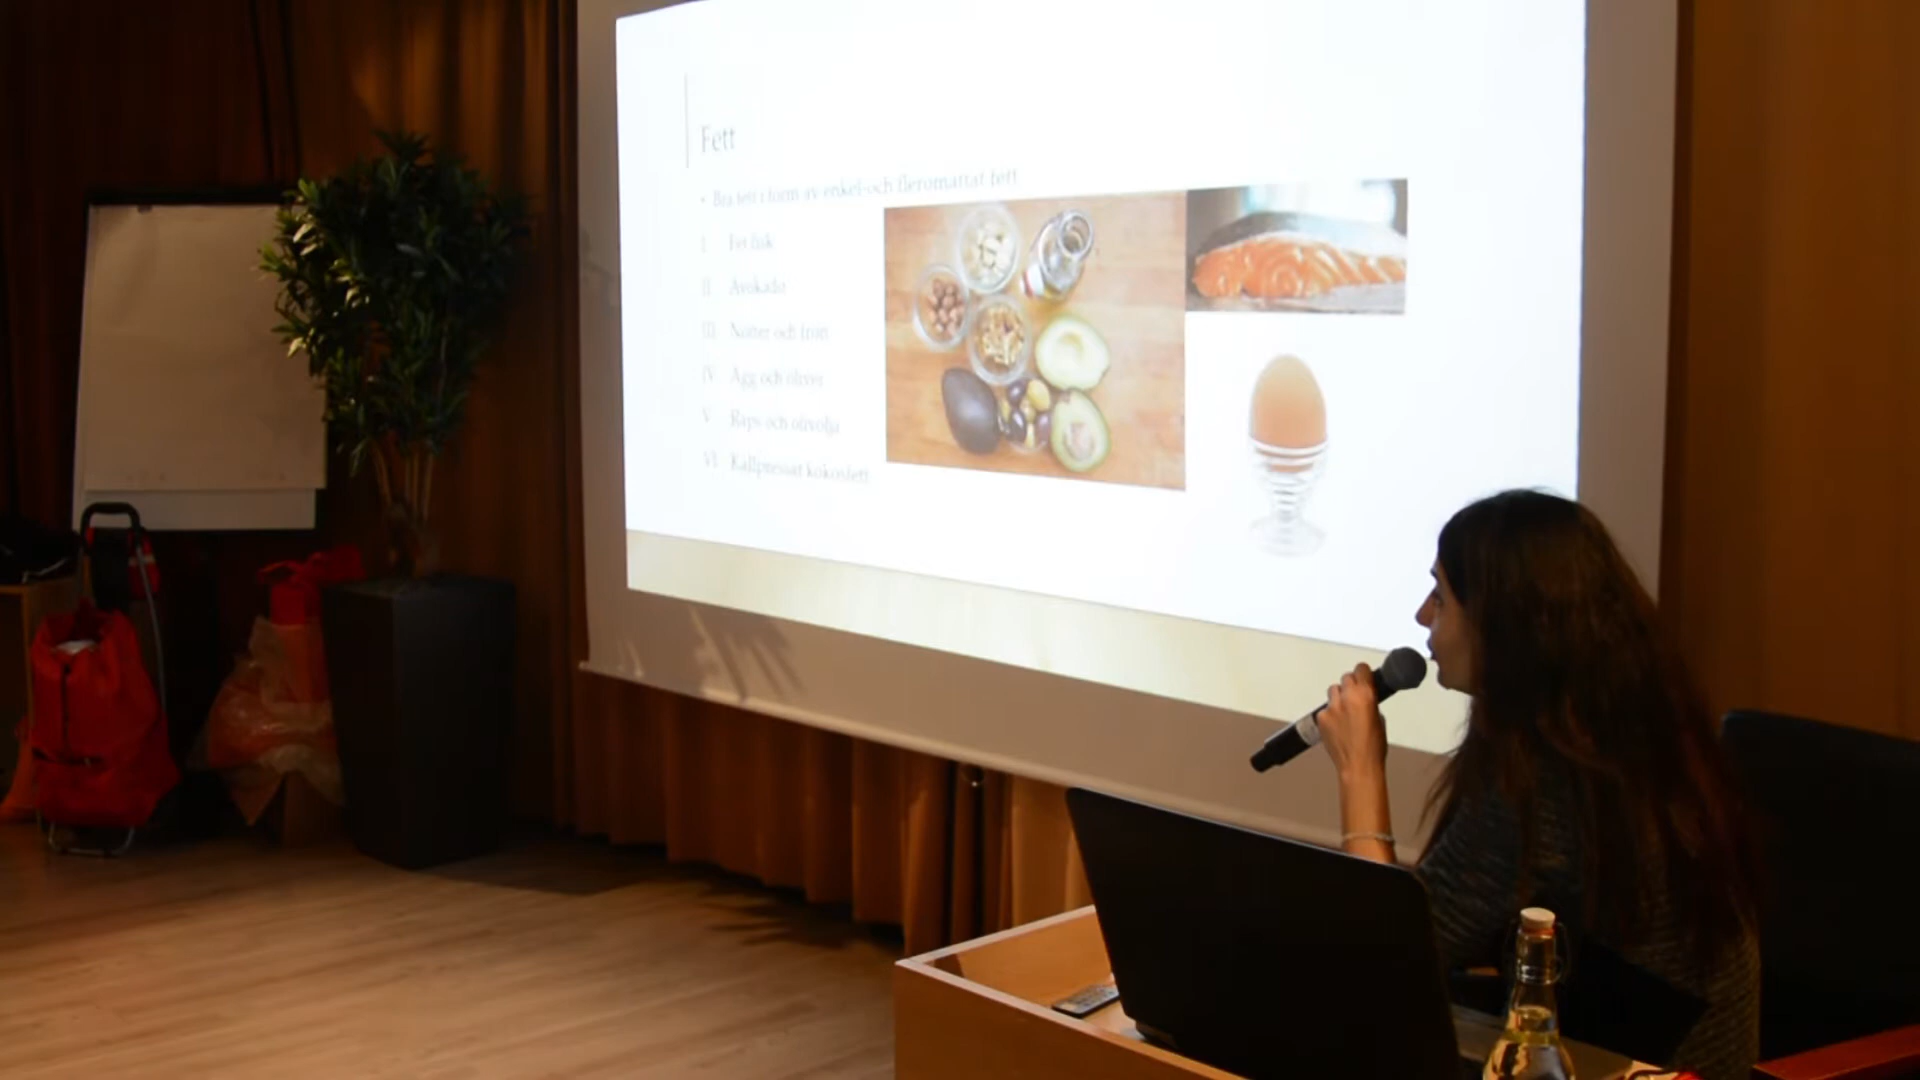 Fett
• Bra fett i form av enkel-och fleromättat fett
I Fet fisk
II Avokado
III Nötter och frön
IV Ägg och oliver
V Raps och olivolja
VI Kallpressat kokosfett